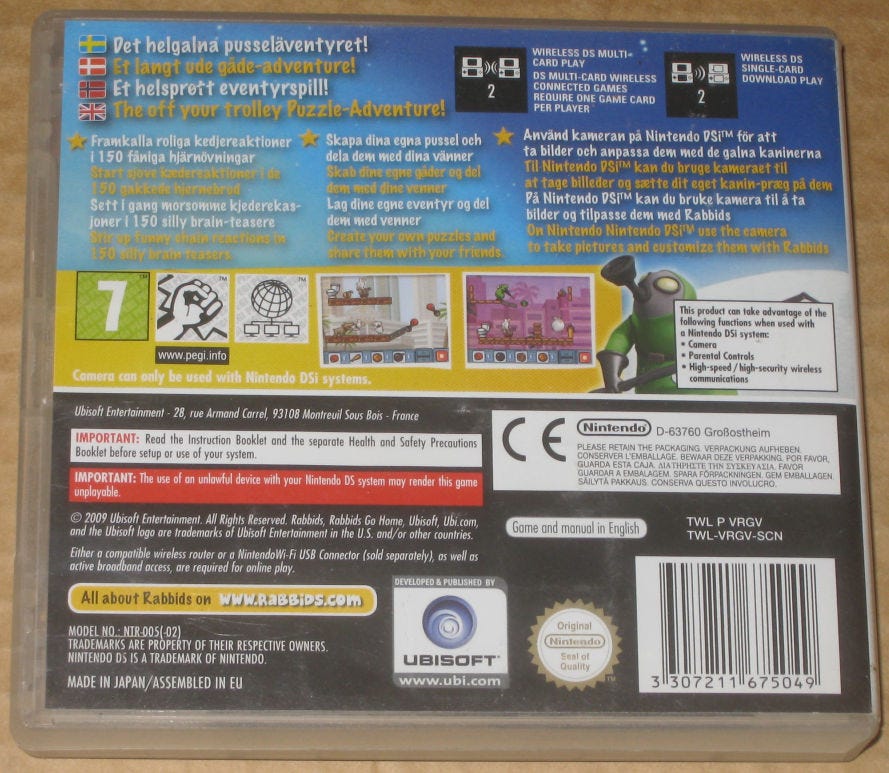 Det helgalna pusseläventyret!
Et langt ude gåde-adventure!
Et helsprøtt eventyrspill!
The off your trolley Puzzle-Adventure!
2
WIRELESS DS MULTI-
CARD PLAY
DS MULTI-CARD WIRELESS
CONNECTED GAMES
REQUIRE ONE GAME CARD
PER PLAYER
2
WIRELESS DS
SINGLE-CARD
DOWNLOAD PLAY
Framkalla roliga kedjereaktioner
i 150 fåniga hjärnövningar
Start sjove kædereaktioner i de
150 gakkede hjernebrud
Sett i gang morsomme kjederekas-
joner i 150 silly brain-teasere
Stir up funny chain reactions in
150 silly brain teasers.
Skapa dina egna pussel och
dela dem med dina vänner
Skab dine egne gåder og del
dem med dine venner
Lag dine egne eventyr og del
dem med venner
Create your own puzzles and
share them with your friends
Använd kameran på Nintendo DSi™ för att
ta bilder och anpassa dem med de galna kaninerna
Til Nintendo DSi™ kan du bruge kameraet til
at tage billeder og sætte dit eget kanin-præg på dem
På Nintendo DSi™ kan du bruke kamera til å ta
bilder og tilpasse dem med Rabbids
On Nintendo Nintendo DSi™ use the camera
to take pictures and customize them with Rabbids
7
www.pegi.info
This product can take advantage of the
following functions when used with
a Nintendo DSi system:
• Camera
• Parental Controls
• High-speed / high-security wireless
communications
Camera can only be used with Nintendo DSi systems.
Ubisoft Entertainment - 28, rue Armand Carrel, 93108 Montreuil Sous Bois - France
IMPORTANT: Read the Instruction Booklet and the separate Health and Safety Precautions
Booklet before setup or use of your system.
IMPORTANT: The use of an unlawful device with your Nintendo DS system may render this game
unplayable.
CE
Nintendo D-63760 Großostheim
PLEASE RETAIN THE PACKAGING. VERPACKUNG AUFHEBEN.
CONSERVER L'EMBALLAGE. BEWAAR DEZE VERPAKKING. POR FAVOR,
GUARDA ESTA CAJA. ΔΙΑΤΗΡΗΣΤΕ ΤΗΝ ΣΥΣΚΕΥΑΣΙΑ. FAVOR
GUARDAR A EMBALAGEM. SPARA FÖRPACKNINGEN. GEM EMBALLAGEN.
SÄILYTÄ PAKKAUS. CONSERVA QUESTO INVOLUCRO.
© 2009 Ubisoft Entertainment. All Rights Reserved. Rabbids, Rabbids Go Home, Ubisoft, Ubi.com,
and the Ubisoft logo are trademarks of Ubisoft Entertainment in the U.S. and/or other countries.
Either a compatible wireless router or a NintendoWi-Fi USB Connector (sold separately), as well as
active broadband access, are required for online play.
Game and manual in English
TWL P VRGV
TWL-VRGV-SCN
All about Rabbids on www.RaBBiDS.com
MODEL NO.: NTR-005(-02)
TRADEMARKS ARE PROPERTY OF THEIR RESPECTIVE OWNERS.
NINTENDO DS IS A TRADEMARK OF NINTENDO.
MADE IN JAPAN/ASSEMBLED IN EU
DEVELOPED & PUBLISHED BY
UBISOFT
www.ubi.com
Original
Nintendo
Seal of
Quality
TM
3 307211 675049